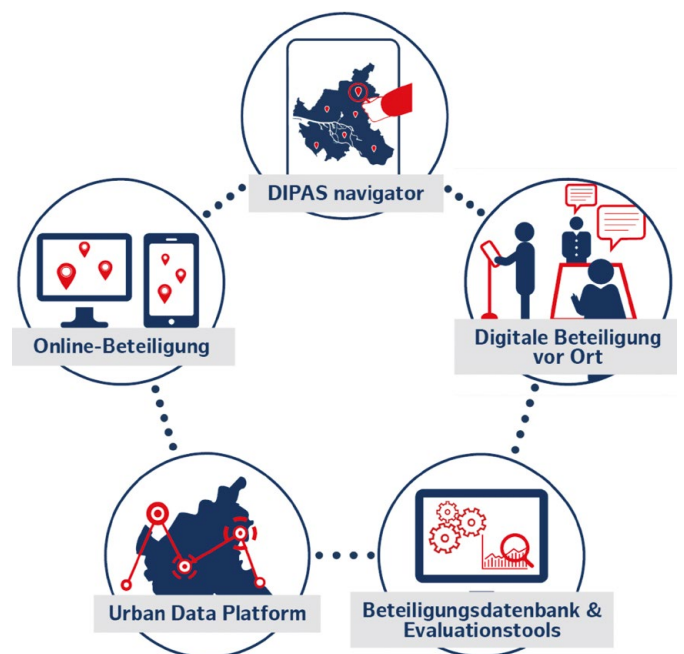 DIPAS navigator
Online-Beteiligung
Digitale Beteiligung
vor Ort
Urban Data Platform
Beteiligungsdatenbank &
Evaluationstools